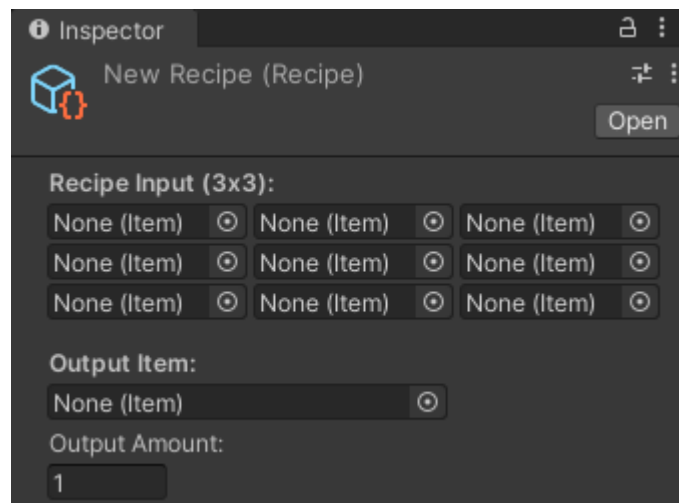 Inspector
New Recipe (Recipe)
Open
Recipe Input (3x3):
None (Item) None (Item) None (Item)
None (Item) None (Item) None (Item)
None (Item) None (Item) None (Item)
Output Item:
None (Item)
Output Amount:
1